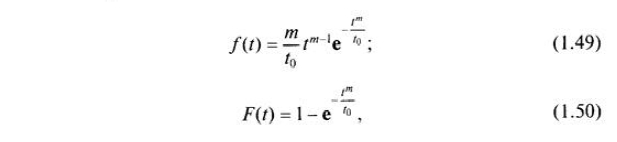 f(t) = \frac{m}{t_0} t^{m-1} e^{-\frac{t^m}{t_0}}; (1.49)
F(t) = 1 - e^{-\frac{t^m}{t_0}}, (1.50)